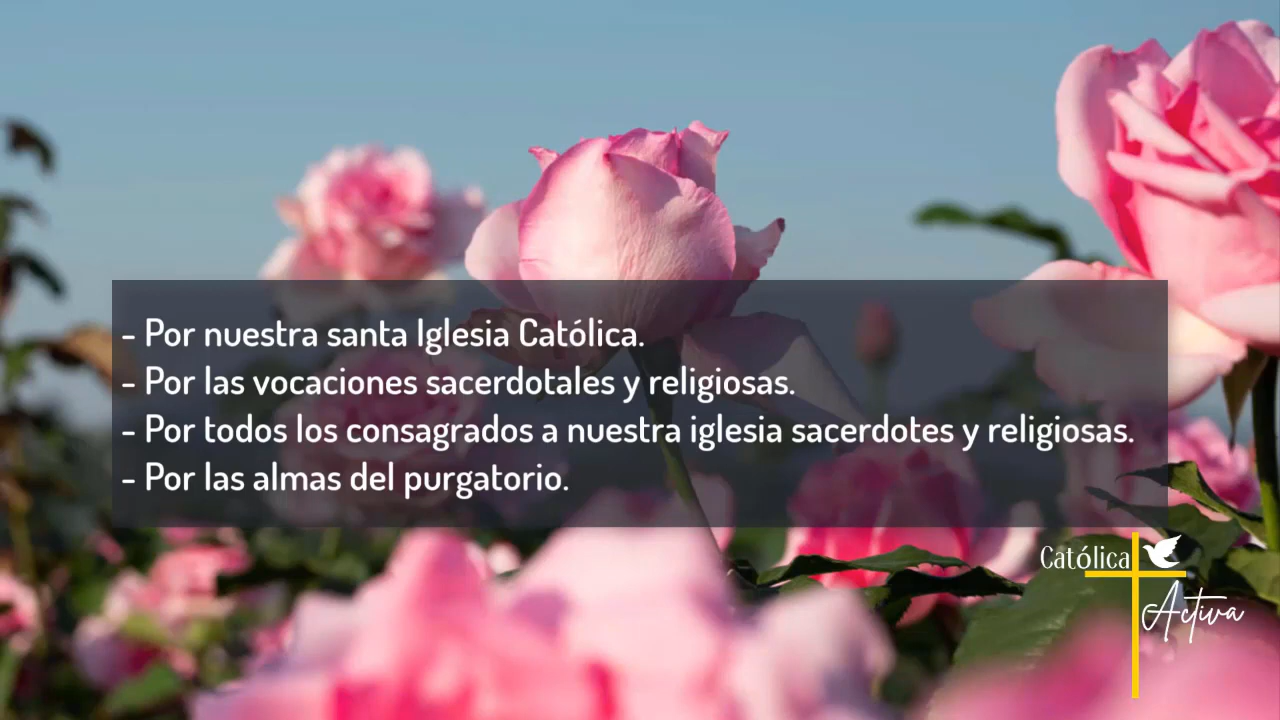 - Por nuestra santa Iglesia Católica.
- Por las vocaciones sacerdotales y religiosas.
- Por todos los consagrados a nuestra iglesia sacerdotes y religiosas.
- Por las almas del purgatorio.
Católica
Activa